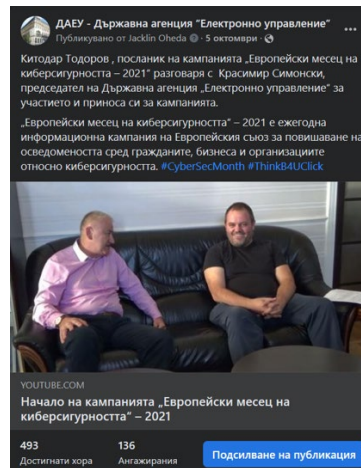 ДАЕУ - Държавна агенция "Електронно управление"
Публикувано от Jacklin Oheda · 5 октомври ·
Китодар Тодоров , посланик на кампанията „Европейски месец на
киберсигурността – 2021" разговаря с Красимир Симонски,
председател на Държавна агенция „Електронно управление" за
участието и приноса си за кампанията.
„Европейски месец на киберсигурността" – 2021 е ежегодна
информационна кампания на Европейския съюз за повишаване на
осведомеността сред гражданите, бизнеса и организациите
относно киберсигурността. #CyberSecMonth #ThinkB4UClick
YOUTUBE.COM
Начало на кампанията „Европейски месец на
киберсигурността" – 2021
493
Достигнати хора
136
Ангажирания
Подсилване на публикация